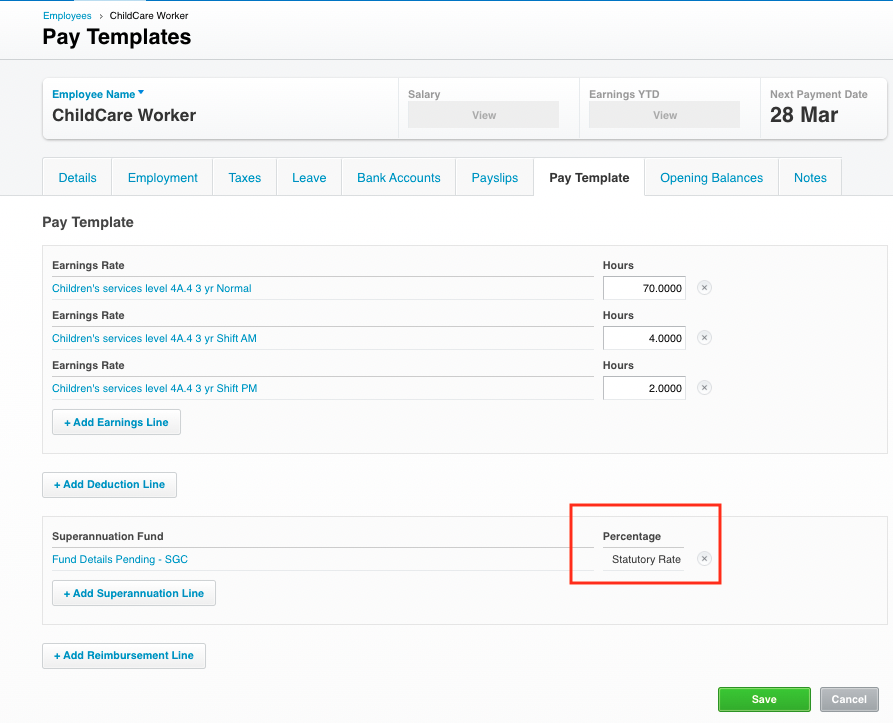 Employees › ChildCare Worker
Pay Templates
Employee Name
ChildCare Worker
Salary
View
Earnings YTD
View
Next Payment Date
28 Mar
Details
Employment
Taxes
Leave
Bank Accounts
Payslips
Pay Template
Opening Balances
Notes
Pay Template
Earnings Rate Hours
Children's services level 4A.4 3 yr Normal 70.0000
Earnings Rate Hours
Children's services level 4A.4 3 yr Shift AM 4.0000
Earnings Rate Hours
Children's services level 4A.4 3 yr Shift PM 2.0000
+ Add Earnings Line
+ Add Deduction Line
Superannuation Fund Percentage
Fund Details Pending - SGC Statutory Rate
+ Add Superannuation Line
+ Add Reimbursement Line
Save Cancel